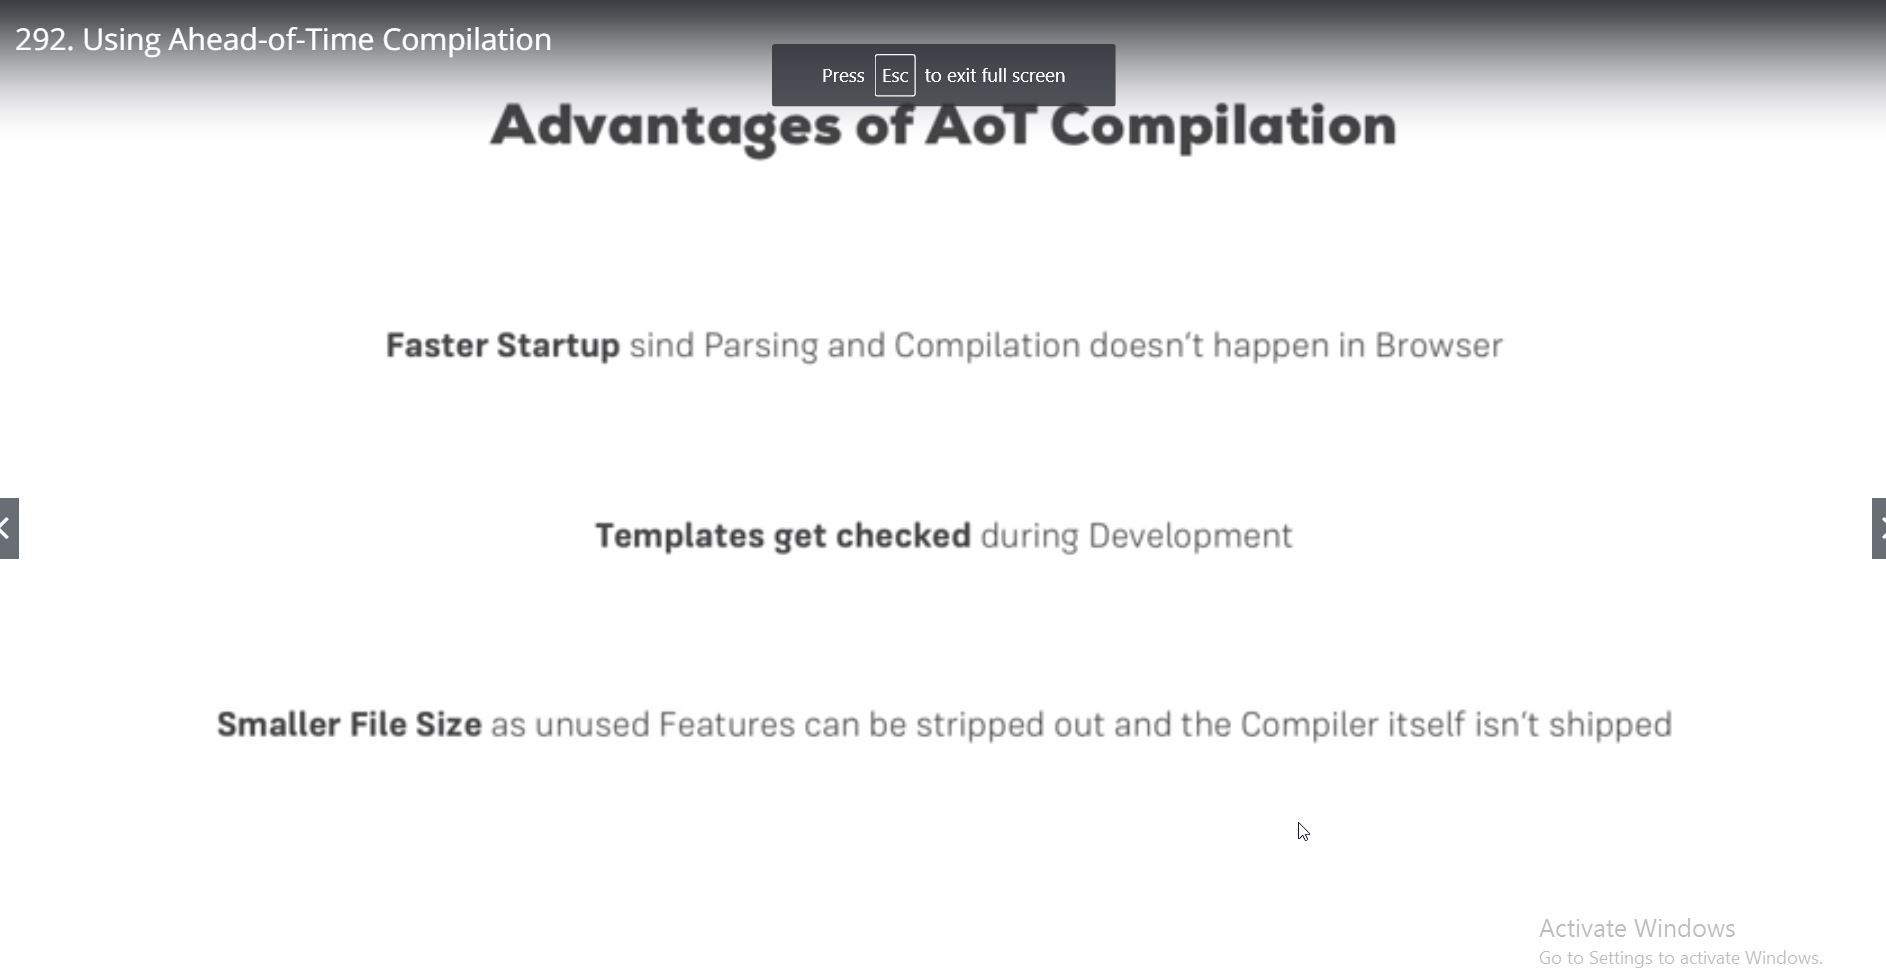 292. Using Ahead-of-Time Compilation
Press Esc to exit full screen
Advantages of AoT Compilation
Faster Startup sind Parsing and Compilation doesn't happen in Browser
Templates get checked during Development
Smaller File Size as unused Features can be stripped out and the Compiler itself isn't shipped
Activate Windows
Go to Settings to activate Windows.